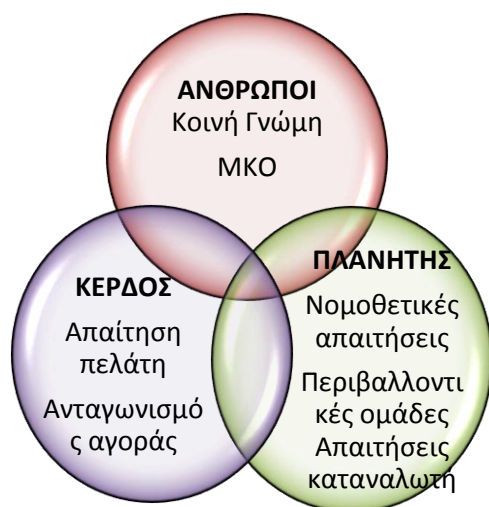 ΑΝΘΡΩΠΟΙ
Κοινή Γνώμη
ΜΚΟ
ΚΕΡΔΟΣ
Απαίτηση
πελάτη
Ανταγωνισμό
ς αγοράς
ΠΛΑΝΗΤΗΣ
Νομοθετικές
απαιτήσεις
Περιβαλλοντι
κές ομάδες
Απαιτήσεις
καταναλωτή